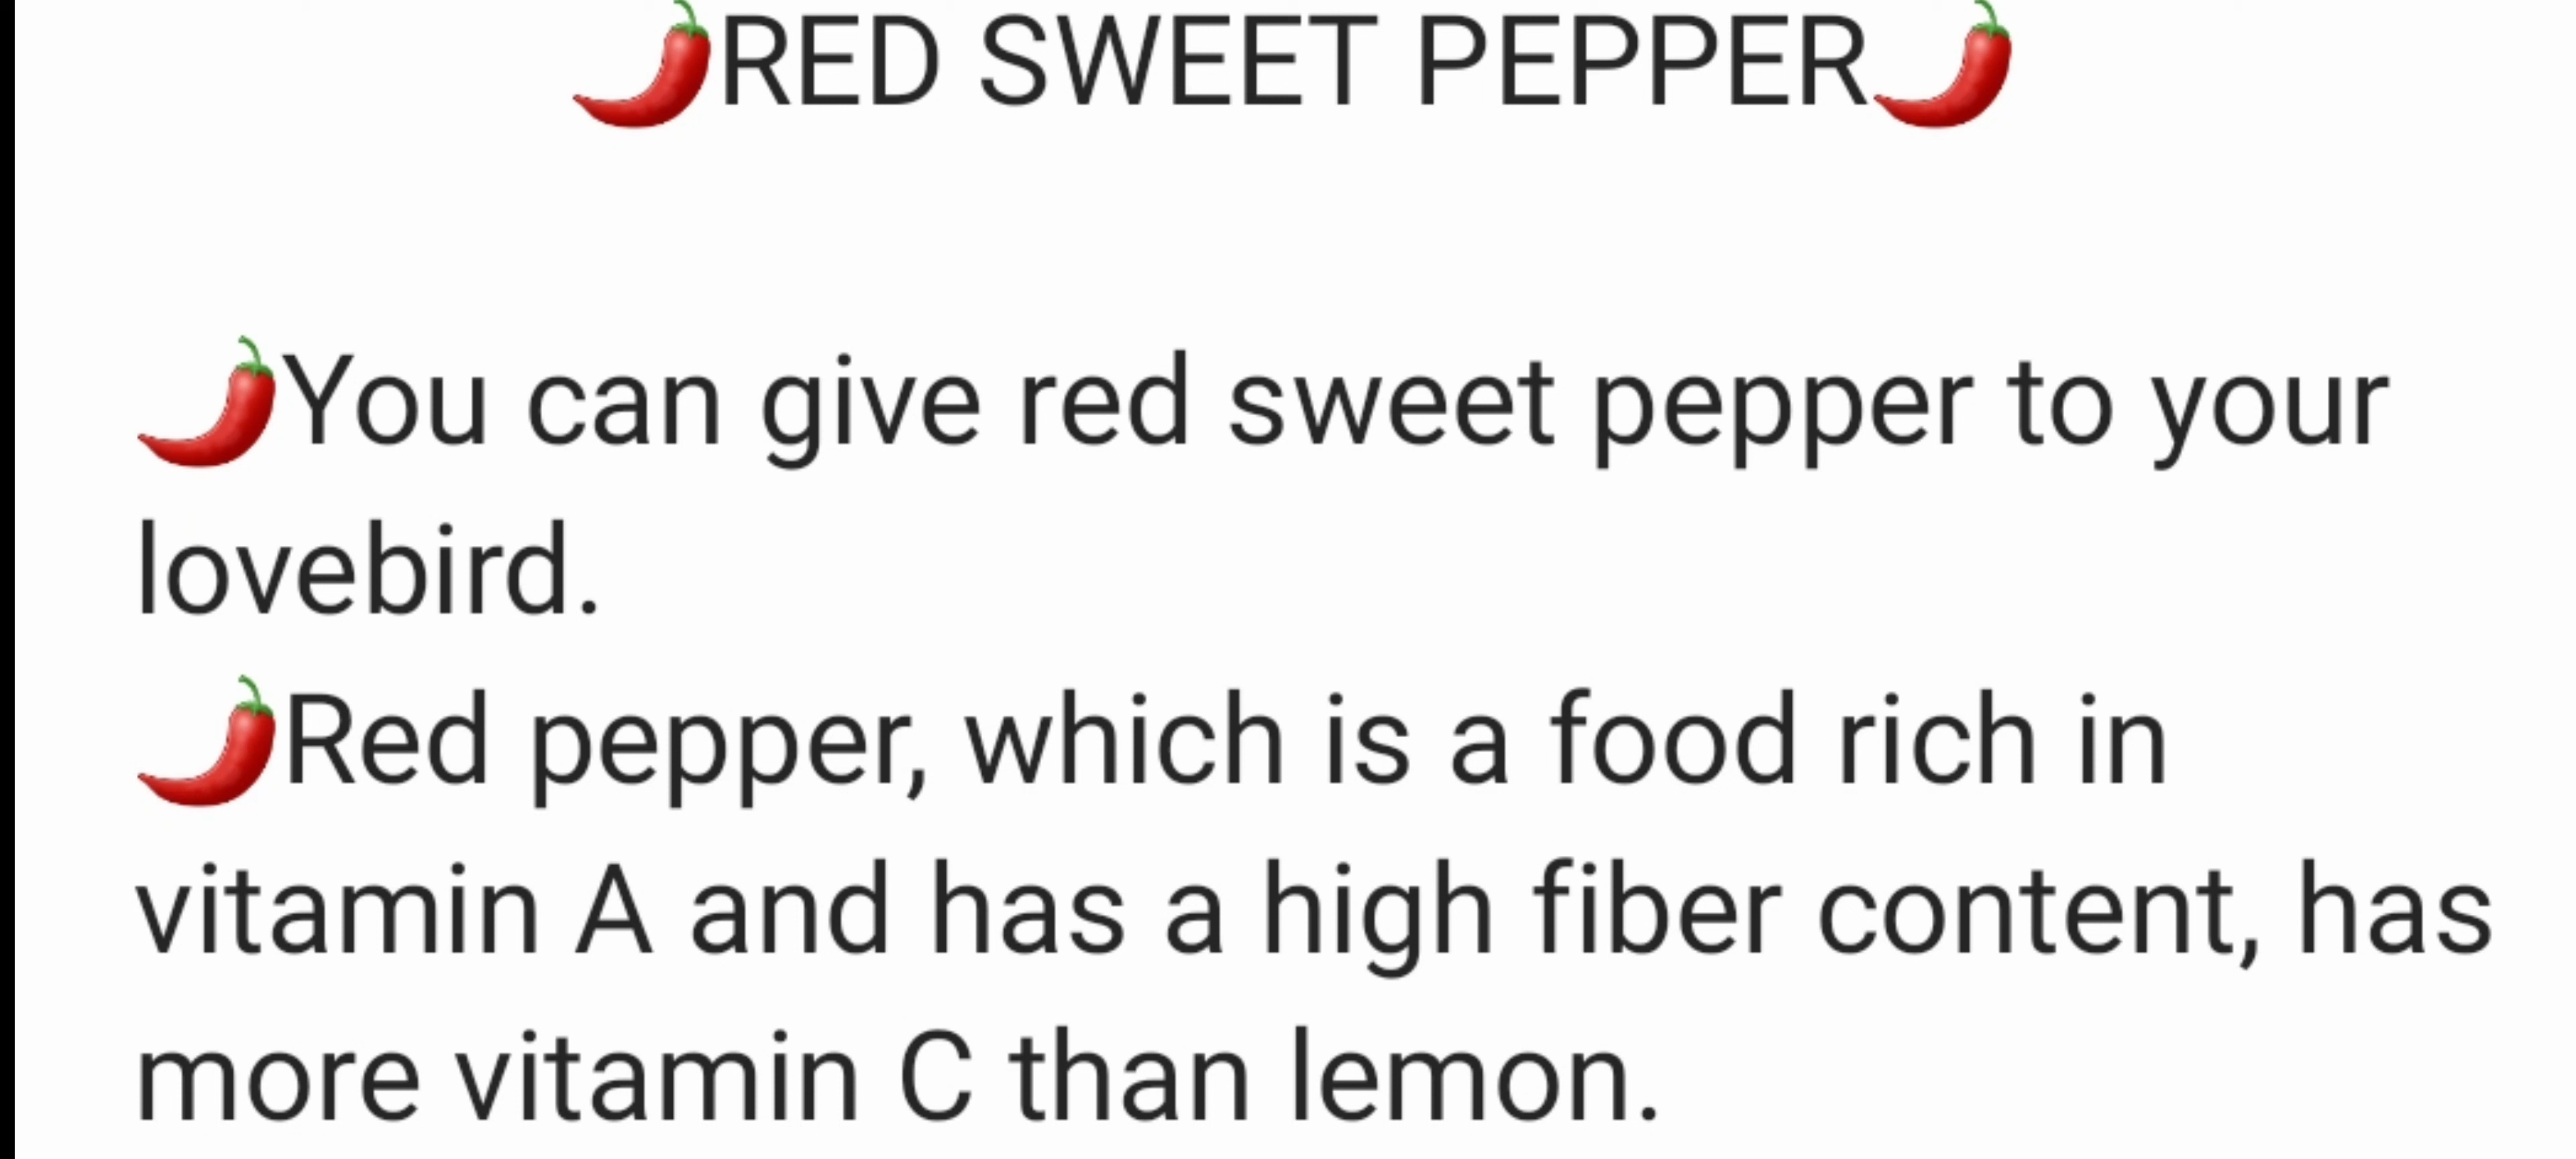 🌶️RED SWEET PEPPER🌶️
🌶️You can give red sweet pepper to your
lovebird.
🌶️Red pepper, which is a food rich in
vitamin A and has a high fiber content, has
more vitamin C than lemon.